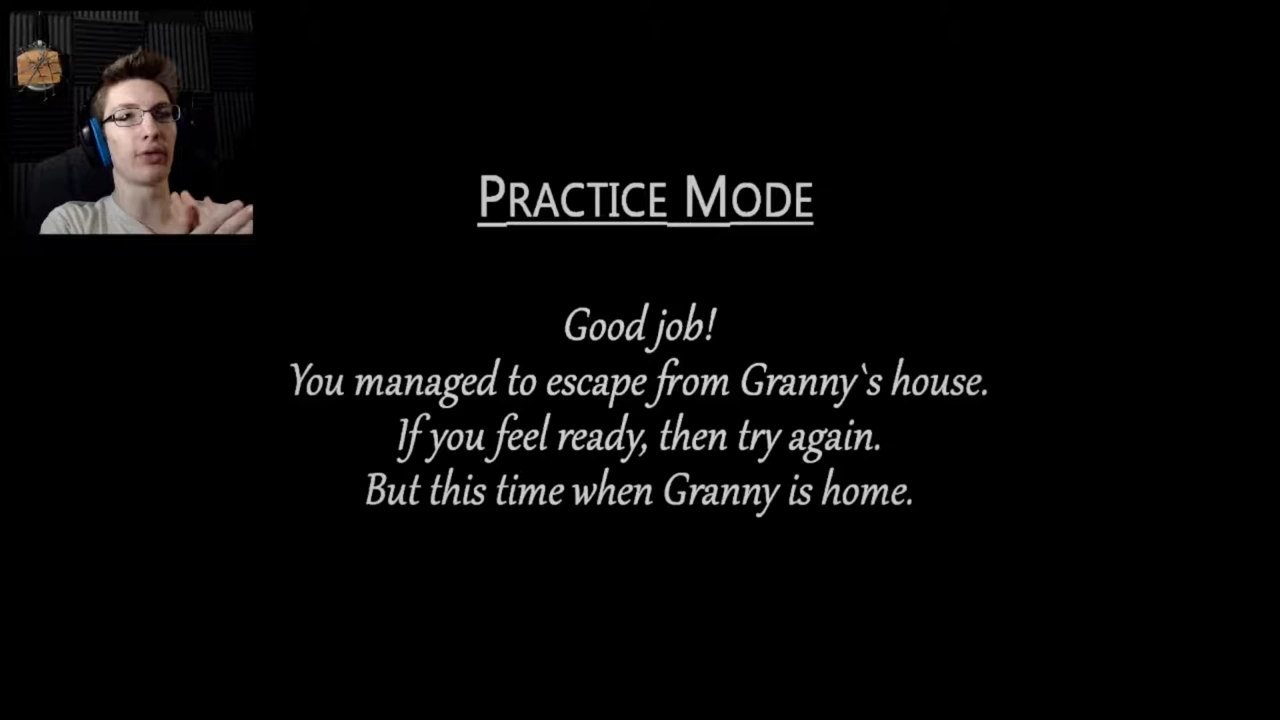 Practice Mode
Good job!
You managed to escape from Granny`s house.
If you feel ready, then try again.
But this time when Granny is home.